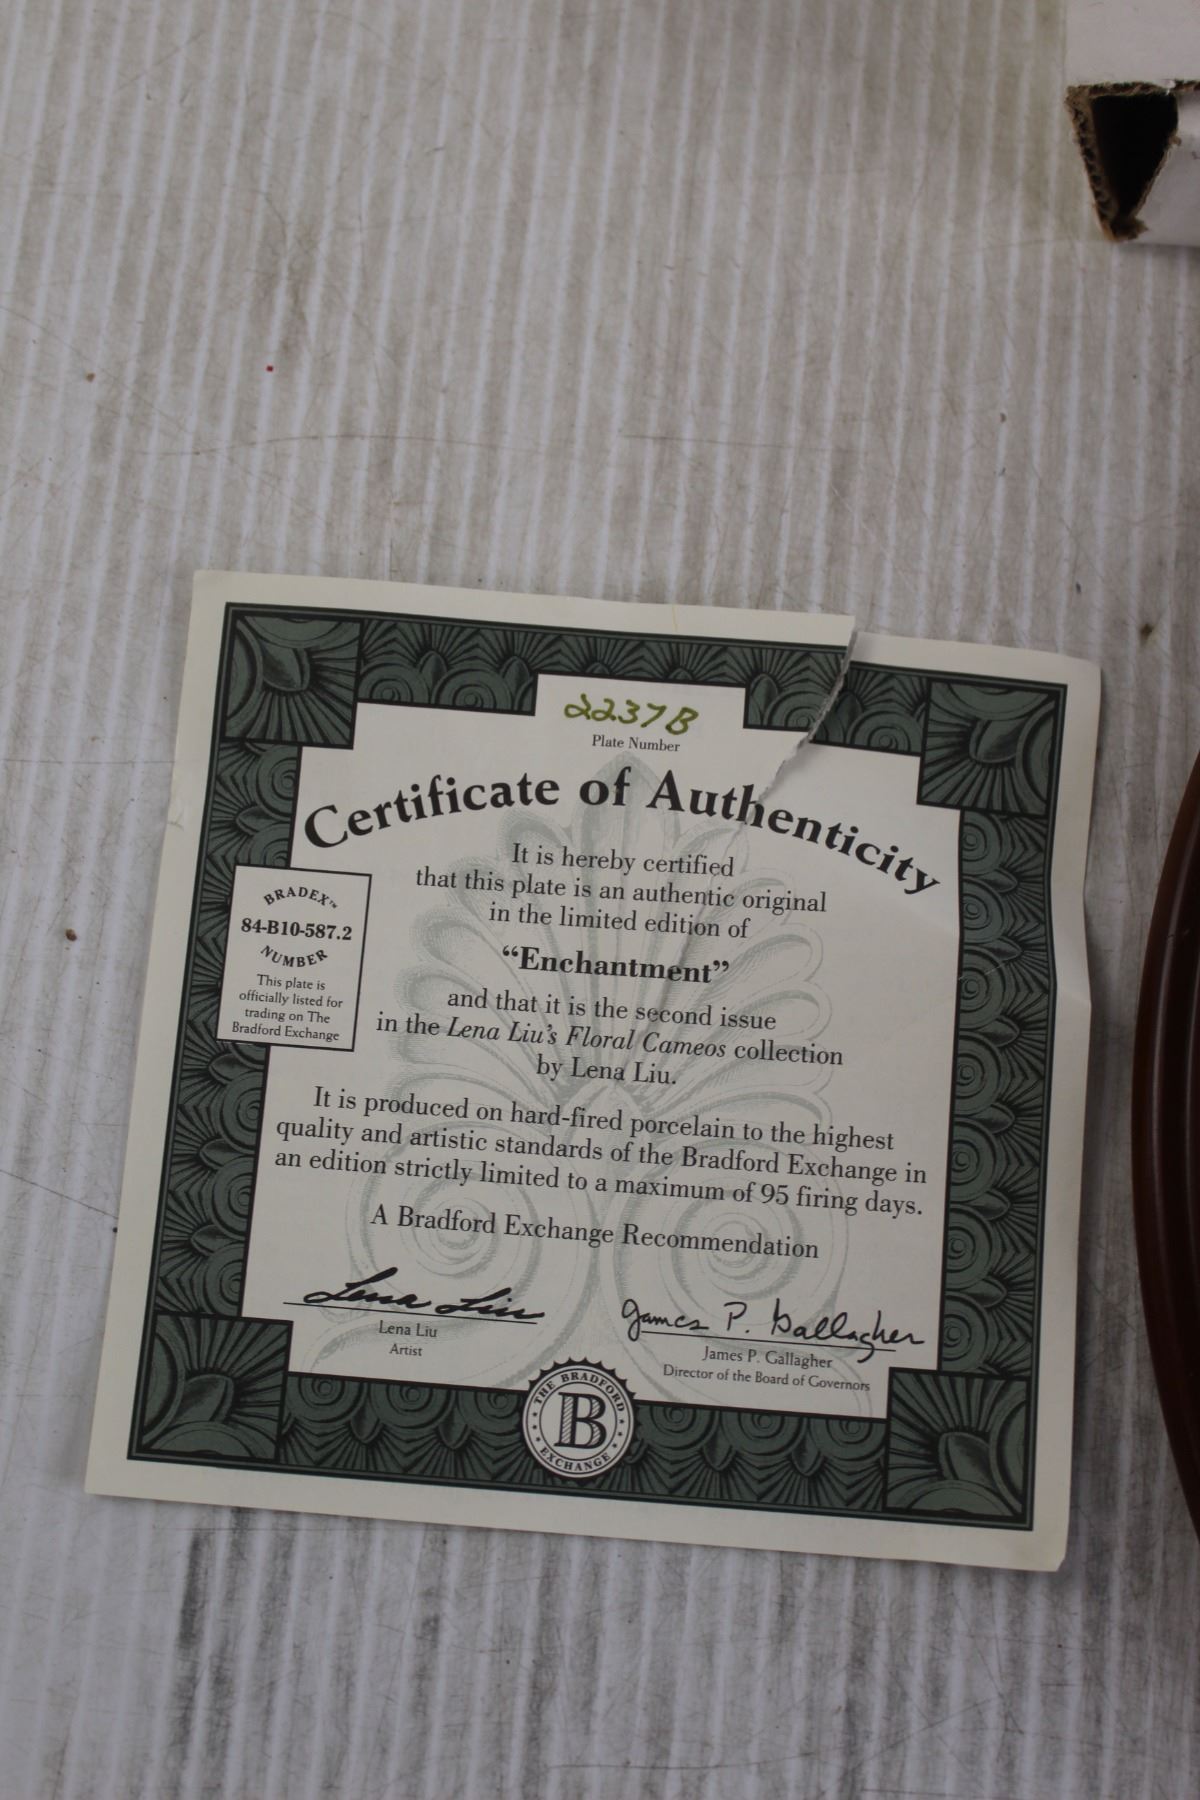 2237B
Plate Number
Certificate of Authenticity
It is hereby certified
that this plate is an authentic original
in the limited edition of
“Enchantment”
and that it is the second issue
in the Lena Liu’s Floral Cameos collection
by Lena Liu.
It is produced on hard-fired porcelain to the highest
quality and artistic standards of the Bradford Exchange in
an edition strictly limited to a maximum of 95 firing days.
A Bradford Exchange Recommendation
BRADEX™
84-B10-587.2
NUMBER
This plate is
officially listed for
trading on The
Bradford Exchange
Lena Liu
Lena Liu
Artist
James P. Gallagher
James P. Gallagher
Director of the Board of Governors
THE BRADFORD
B
EXCHANGE